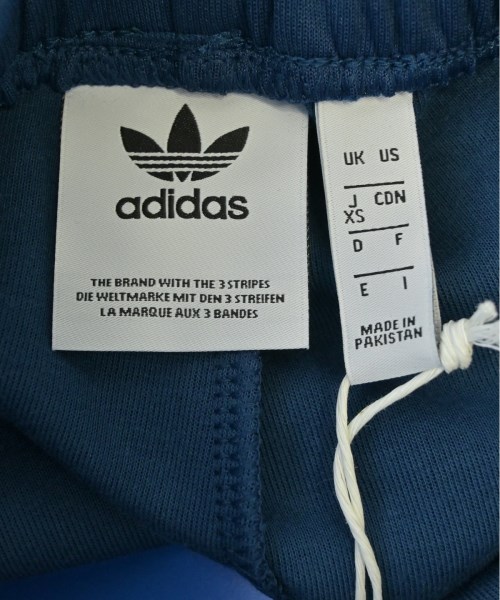 adidas
THE BRAND WITH THE 3 STRIPES
DIE WELTMARKE MIT DEN 3 STREIFEN
LA MARQUE AUX 3 BANDES
UK US
J CDN
XS
D F
E I
MADE IN
PAKISTAN